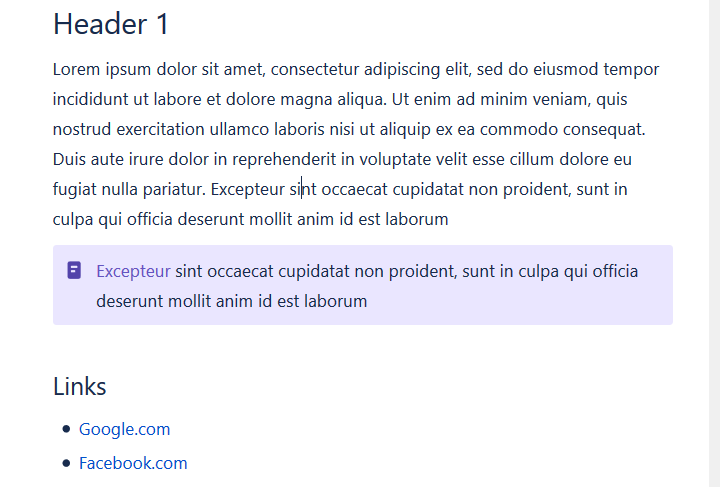 Header 1
Lorem ipsum dolor sit amet, consectetur adipiscing elit, sed do eiusmod tempor
incididunt ut labore et dolore magna aliqua. Ut enim ad minim veniam, quis
nostrud exercitation ullamco laboris nisi ut aliquip ex ea commodo consequat.
Duis aute irure dolor in reprehenderit in voluptate velit esse cillum dolore eu
fugiat nulla pariatur. Excepteur sint occaecat cupidatat non proident, sunt in
culpa qui officia deserunt mollit anim id est laborum
Excepteur sint occaecat cupidatat non proident, sunt in culpa qui officia
deserunt mollit anim id est laborum
Links
Google.com
Facebook.com